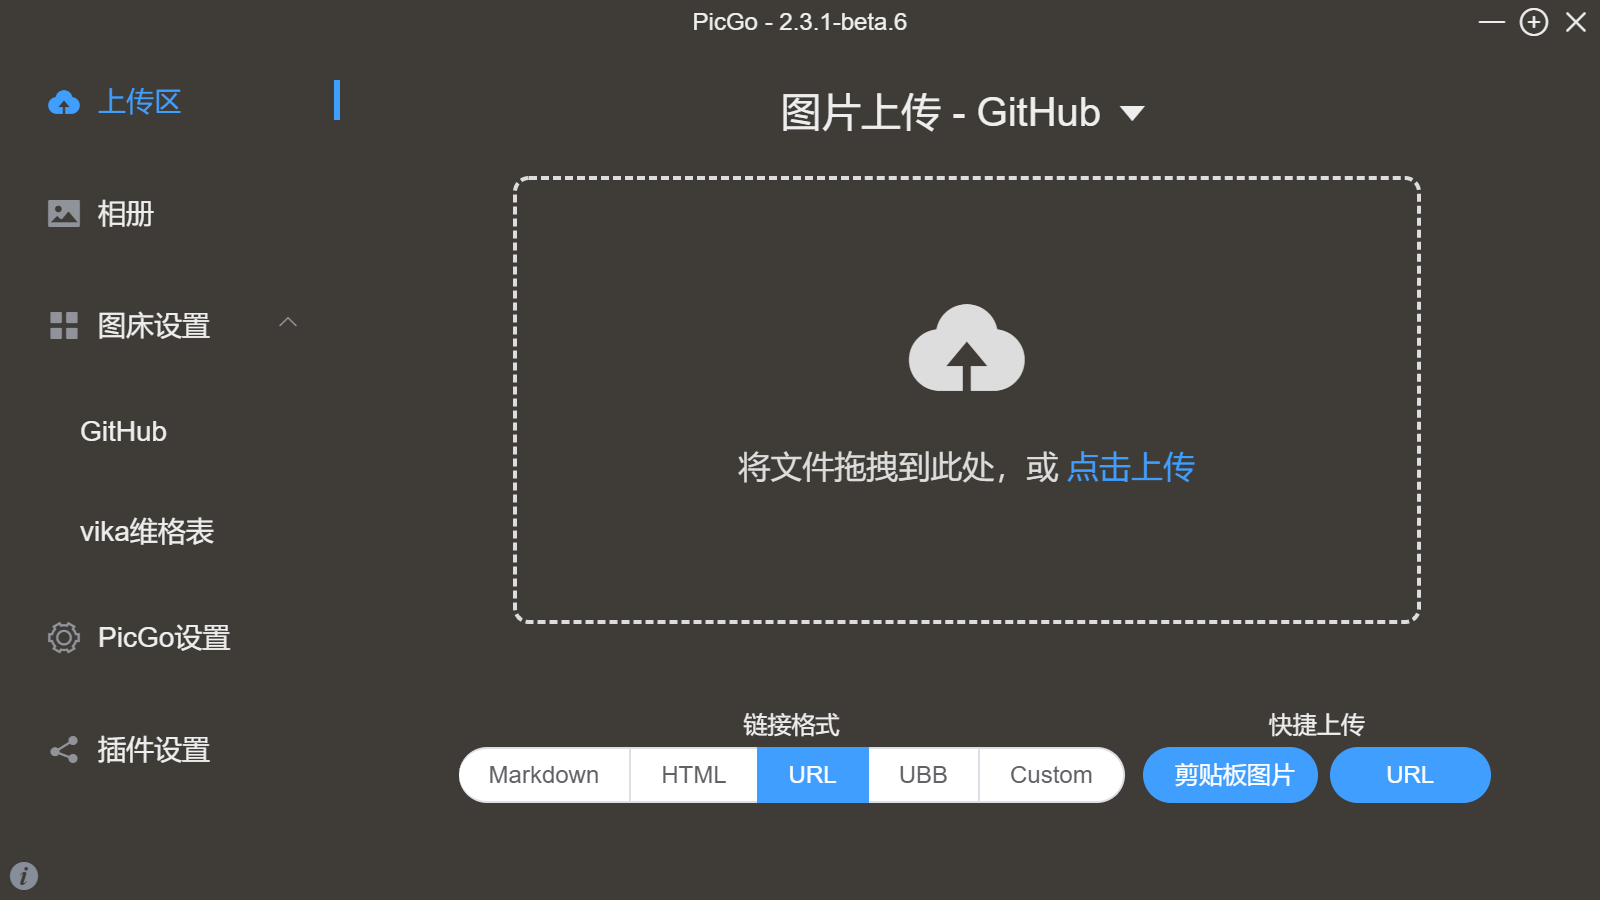 PicGo - 2.3.1-beta.6
上传区
相册
图床设置
GitHub
vika维格表
PicGo设置
插件设置
图片上传 - GitHub
将文件拖拽到此处，或 点击上传
链接格式
Markdown HTML URL UBB Custom
快捷上传
剪贴板图片 URL
i